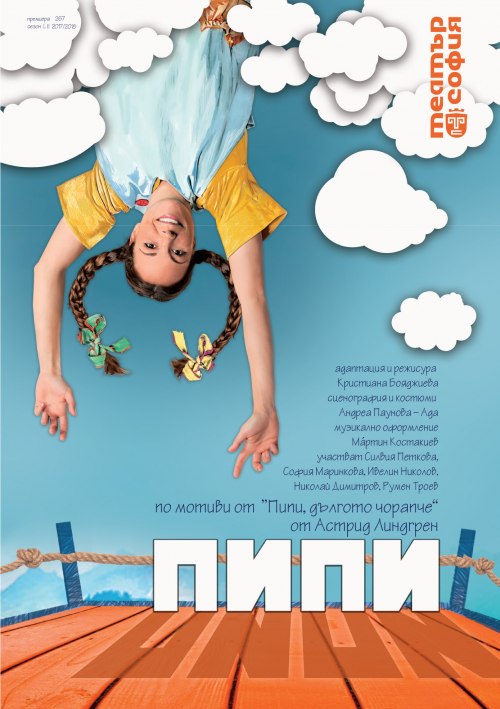 премиера 267
сезон LII 2017/2018
театър
софия
адаптация и режисура
Кристиана Бояджиева
сценография и костюми
Андреа Паунова – Ада
музикално оформление
Мáртин Костакиев
участват Силвия Петкова,
София Маринкова, Ивелин Николов,
Николай Димитров, Румен Троев
по мотиви от "Пипи, дългото чорапче“
от Астрид Линдгрен
ПИПИ